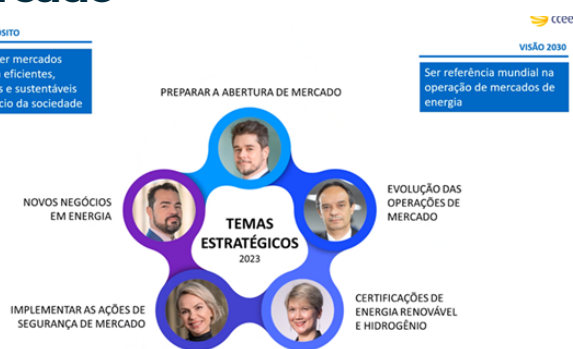 ccee
VISÃO 2030
er mercados
eficientes,
s e sustentáveis
cio da sociedade
Ser referência mundial na
operação de mercados de
energia
PREPARAR A ABERTURA DE MERCADO
NOVOS NEGÓCIOS
EM ENERGIA
EVOLUÇÃO DAS
OPERAÇÕES DE
MERCADO
TEMAS
ESTRATÉGICOS
2023
IMPLEMENTAR AS AÇÕES DE
SEGURANÇA DE MERCADO
CERTIFICAÇÕES DE
ENERGIA RENOVÁVEL
E HIDROGÊNIO